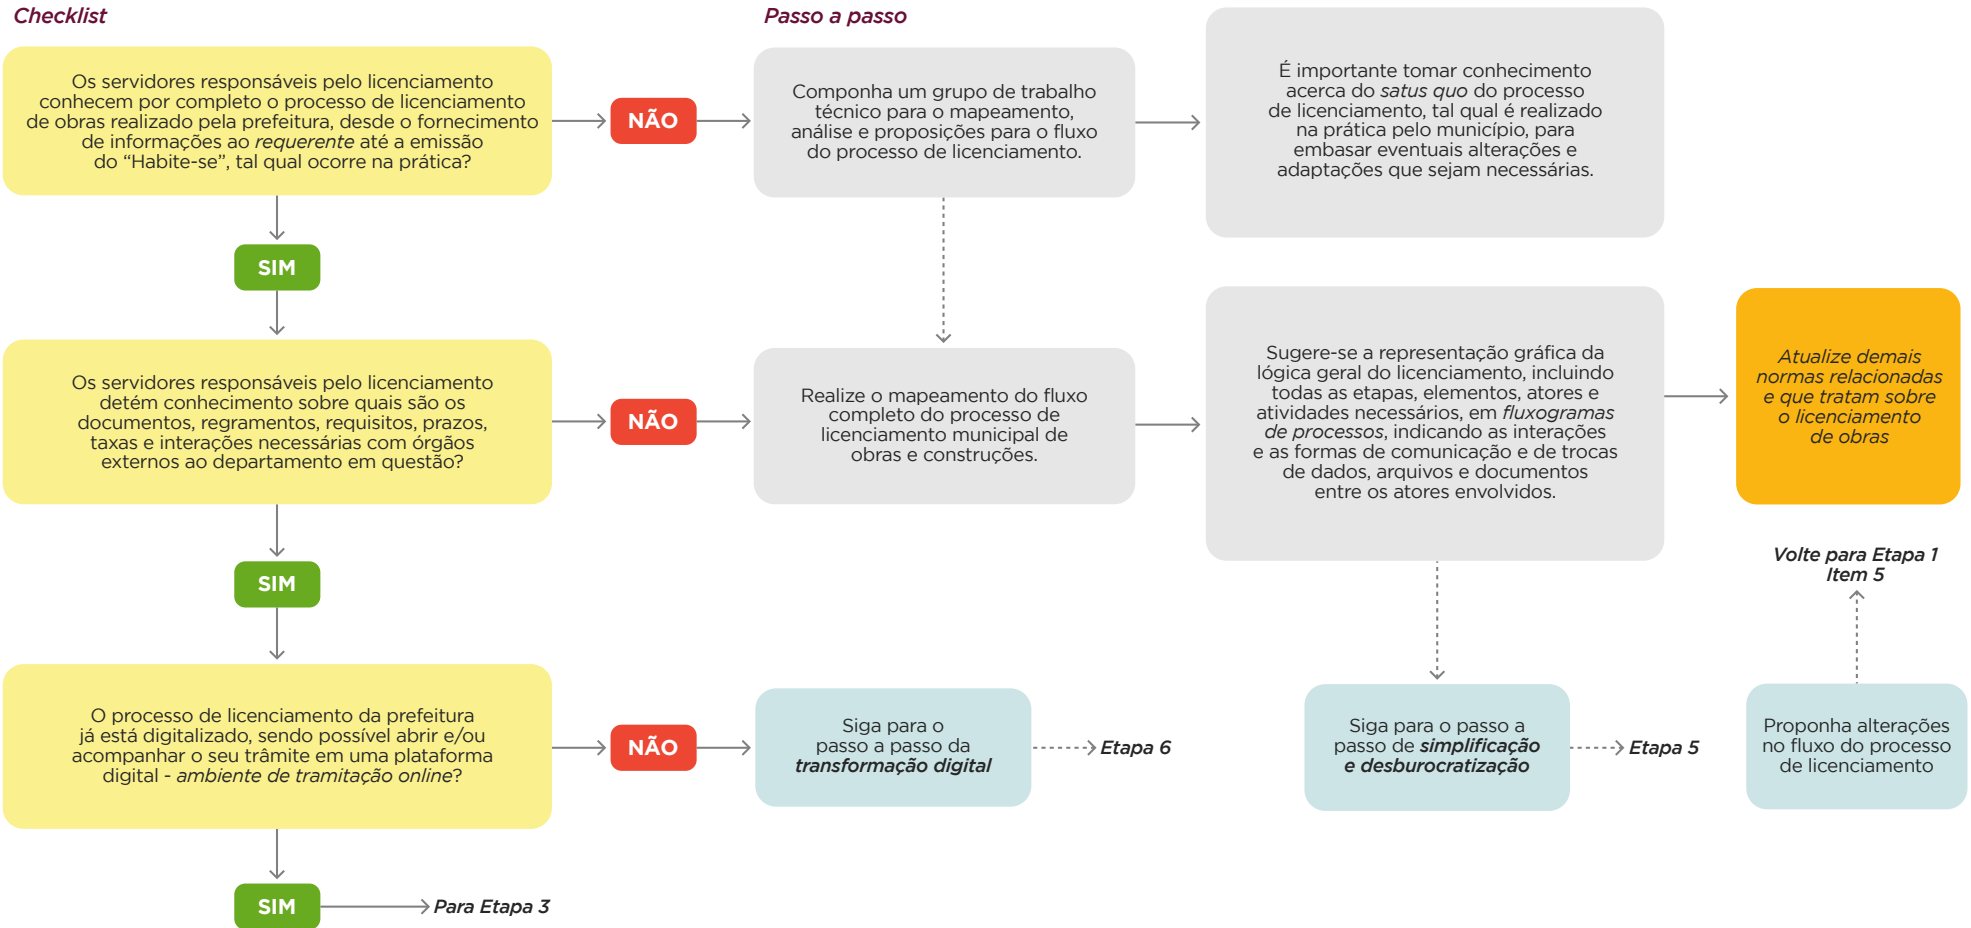 Checklist
Passo a passo
Os servidores responsáveis pelo licenciamento
conhecem por completo o processo de licenciamento
de obras realizado pela prefeitura, desde o fornecimento
de informações ao requerente até a emissão
do “Habite-se”, tal qual ocorre na prática?
NÃO
Componha um grupo de trabalho
técnico para o mapeamento,
análise e proposições para o fluxo
do processo de licenciamento.
É importante tomar conhecimento
acerca do satus quo do processo
de licenciamento, tal qual é realizado
na prática pelo município, para
embasar eventuais alterações e
adaptações que sejam necessárias.
SIM
Os servidores responsáveis pelo licenciamento
detém conhecimento sobre quais são os
documentos, regramentos, requisitos, prazos,
taxas e interações necessárias com órgãos
externos ao departamento em questão?
NÃO
Realize o mapeamento do fluxo
completo do processo de
licenciamento municipal de
obras e construções.
Sugere-se a representação gráfica da
lógica geral do licenciamento, incluindo
todas as etapas, elementos, atores e
atividades necessários, em fluxogramas
de processos, indicando as interações
e as formas de comunicação e de trocas
de dados, arquivos e documentos
entre os atores envolvidos.
Atualize demais
normas relacionadas
e que tratam sobre
o licenciamento
de obras
SIM
Volte para Etapa 1
Item 5
O processo de licenciamento da prefeitura
já está digitalizado, sendo possível abrir e/ou
acompanhar o seu trâmite em uma plataforma
digital - ambiente de tramitação online?
NÃO
Siga para o
passo a passo da
transformação digital
Etapa 6
Siga para o passo a
passo de simplificação
e desburocratização
Etapa 5
Proponha alterações
no fluxo do processo
de licenciamento
SIM
Para Etapa 3